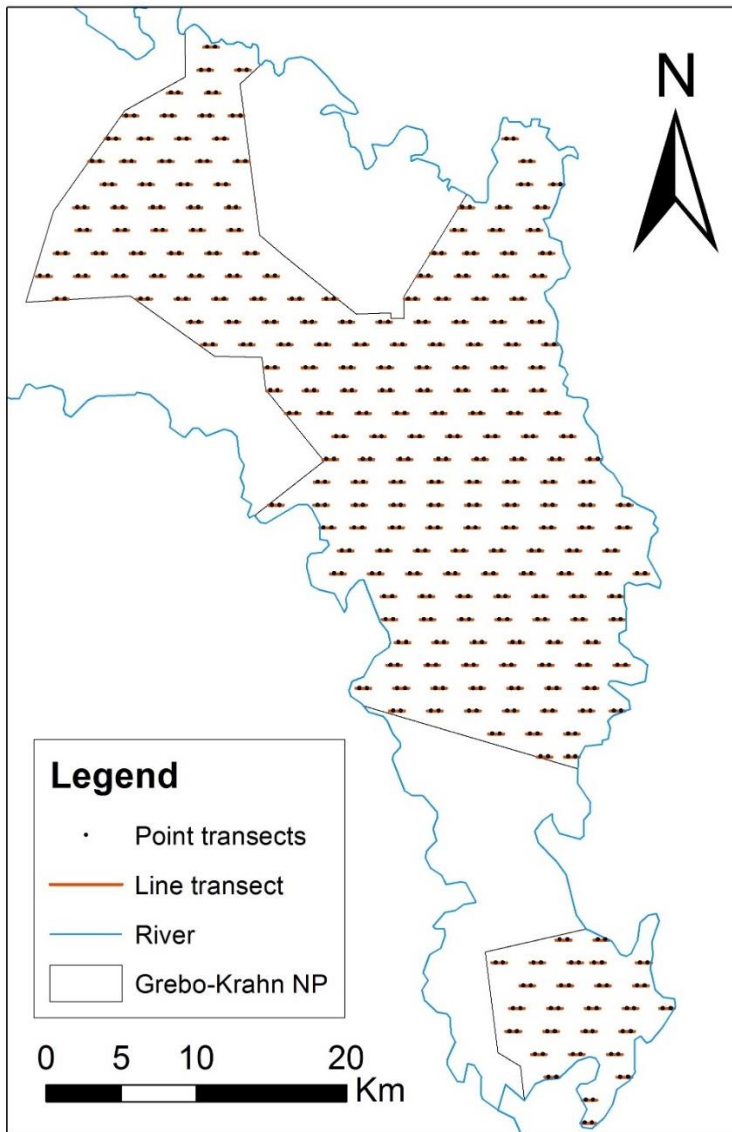 N
Legend
Point transects
Line transect
River
Grebo-Krahn NP
0 5 10 20
Km